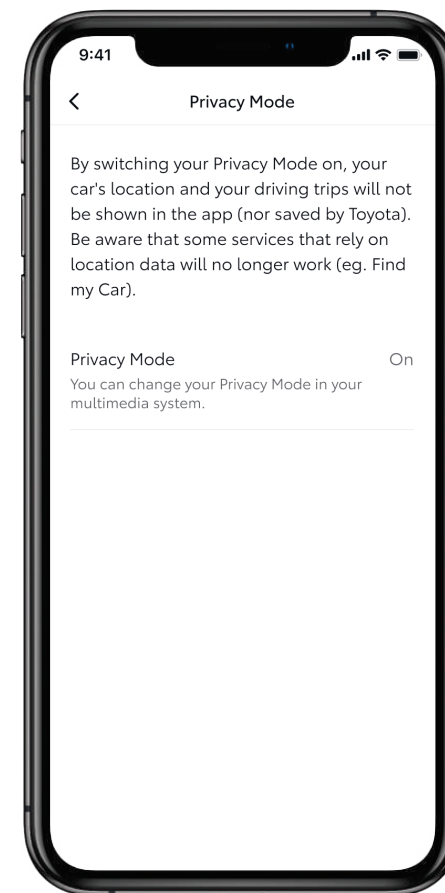 9:41
Privacy Mode
By switching your Privacy Mode on, your
car's location and your driving trips will not
be shown in the app (nor saved by Toyota).
Be aware that some services that rely on
location data will no longer work (eg. Find
my Car).
Privacy Mode On
You can change your Privacy Mode in your
multimedia system.